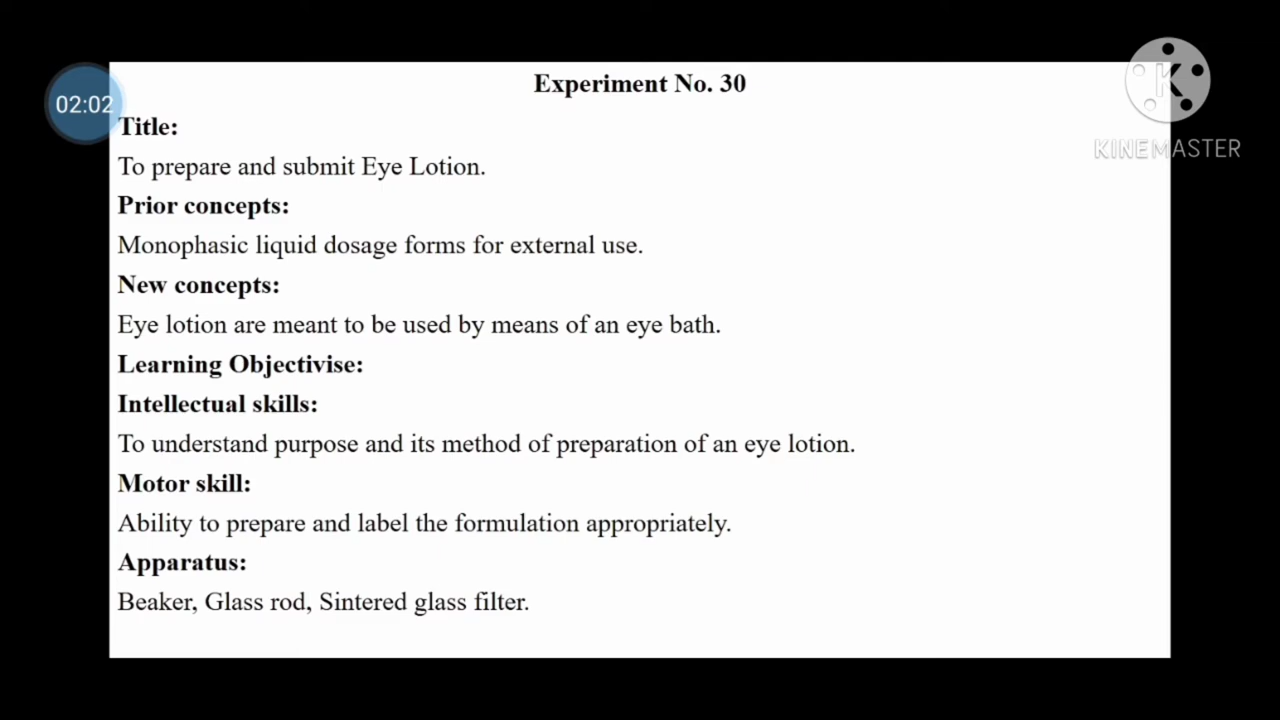 Experiment No. 30
02:02
Title:
To prepare and submit Eye Lotion.
Prior concepts:
Monophasic liquid dosage forms for external use.
New concepts:
Eye lotion are meant to be used by means of an eye bath.
Learning Objectivise:
Intellectual skills:
To understand purpose and its method of preparation of an eye lotion.
Motor skill:
Ability to prepare and label the formulation appropriately.
Apparatus:
Beaker, Glass rod, Sintered glass filter.
K
KINEMASTER